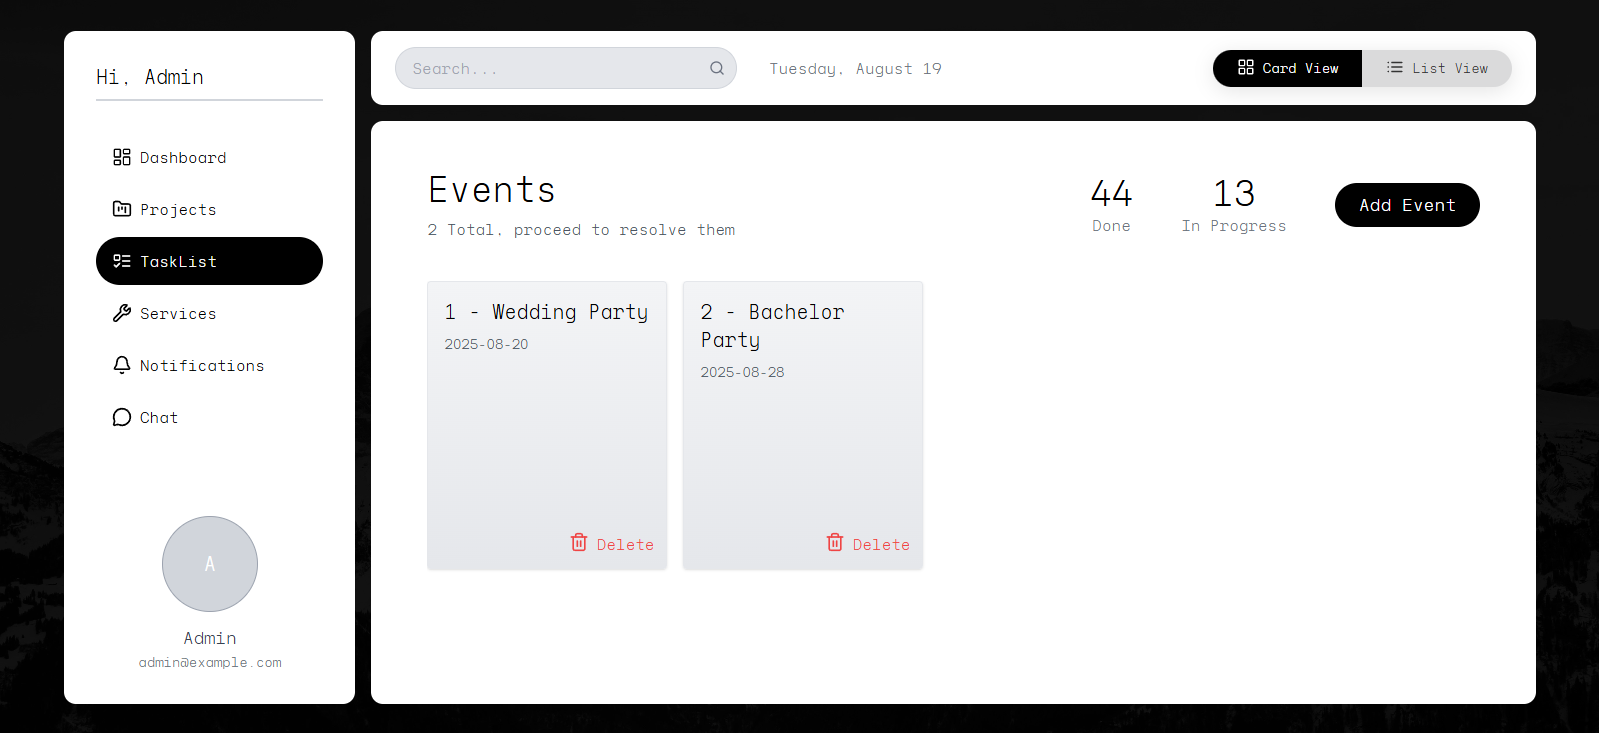 Hi, Admin
Dashboard
Projects
TaskList
Services
Notifications
Chat
A
Admin
admin@example.com
Search...
Tuesday, August 19
Card View
List View
Events
2 Total, proceed to resolve them
44
Done
13
In Progress
Add Event
1 - Wedding Party
2025-08-20
Delete
2 - Bachelor
Party
2025-08-28
Delete